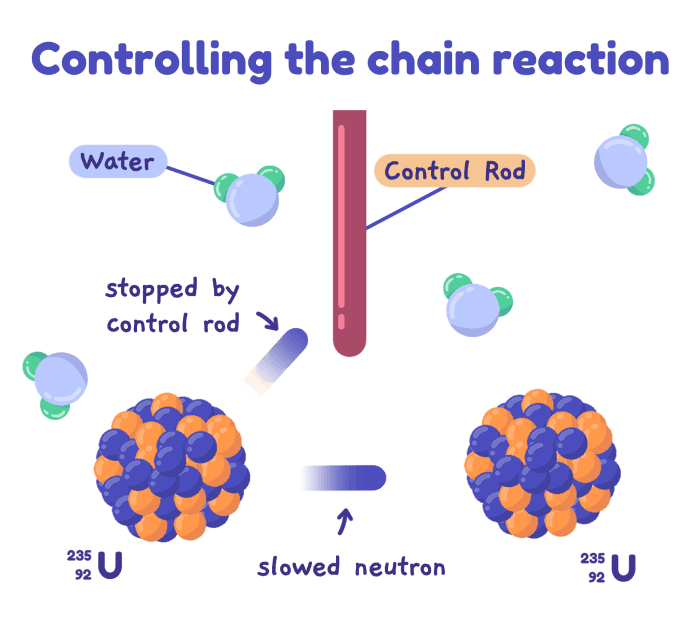 Controlling the chain reaction
Water
Control Rod
stopped by
control rod
slowed neutron
235
92 U
235
92 U